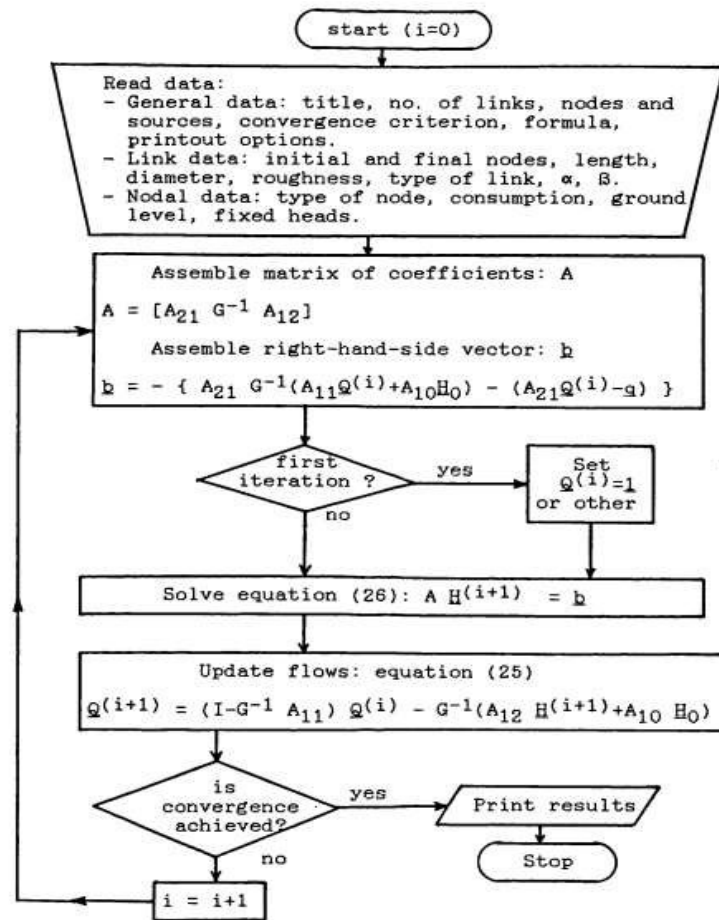 start (i=0)
Read data:
- General data: title, no. of links, nodes and
sources, convergence criterion, formula,
printout options.
- Link data: initial and final nodes, length,
diameter, roughness, type of link, α, ß.
- Nodal data: type of node, consumption, ground
level, fixed heads.
Assemble matrix of coefficients: A
A = [A₂₁ G⁻¹ A₁₂]
Assemble right-hand-side vector: b
b = - { A₂₁ G⁻¹(A₁₁Q⁽ⁱ⁾+A₁₀H₀) - (A₂₁Q⁽ⁱ⁾-q) }
first
iteration ?
yes
no
Set
Q⁽ⁱ⁾=1
or other
Solve equation (26): A H⁽ⁱ⁺¹⁾ = b
Update flows: equation (25)
Q⁽ⁱ⁺¹⁾ = (I-G⁻¹ A₁₁) Q⁽ⁱ⁾ - G⁻¹(A₁₂ H⁽ⁱ⁺¹⁾+A₁₀ H₀)
is
convergence
achieved?
yes
no
Print results
Stop
i = i+1